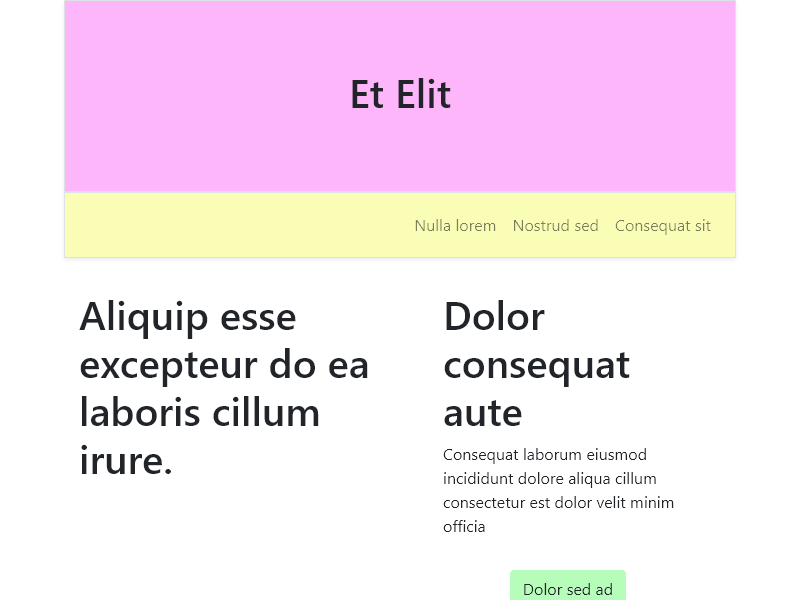 Et Elit
Nulla lorem Nostrud sed Consequat sit
Aliquip esse
excepteur do ea
laboris cillum
irure.
Dolor
consequat
aute
Consequat laborum eiusmod
incididunt dolore aliqua cillum
consectetur est dolor velit minim
officia
Dolor sed ad